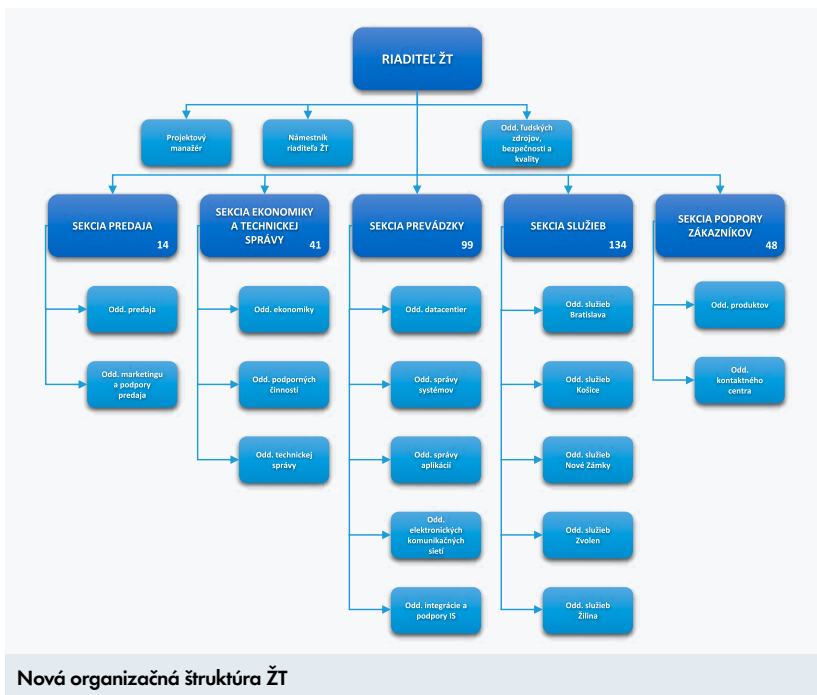 RIADITEĽ ŽT
Projektový
manažér
Námestník
riaditeľa ŽT
Odd. ľudských
zdrojov,
bezpečnosti a
kvality
SEKCIA PREDAJA
14
SEKCIA EKONOMIKY
A TECHNICKEJ
SPRÁVY
41
SEKCIA PREVÁDZKY
99
SEKCIA SLUŽIEB
134
SEKCIA PODPORY
ZÁKAZNÍKOV
48
Odd. predaja
Odd. marketingu
a podpory
predaja
Odd. ekonomiky
Odd. podporných
činností
Odd. technickej
správy
Odd. datacentier
Odd. správy
systémov
Odd. správy
aplikácií
Odd.
elektronických
komunikačných
sietí
Odd. integrácie a
podpory IS
Odd. služieb
Bratislava
Odd. služieb
Košice
Odd. služieb
Nové Zámky
Odd. služieb
Zvolen
Odd. služieb
Žilina
Odd. produktov
Odd.
kontaktného
centra
Nová organizačná štruktúra ŽT